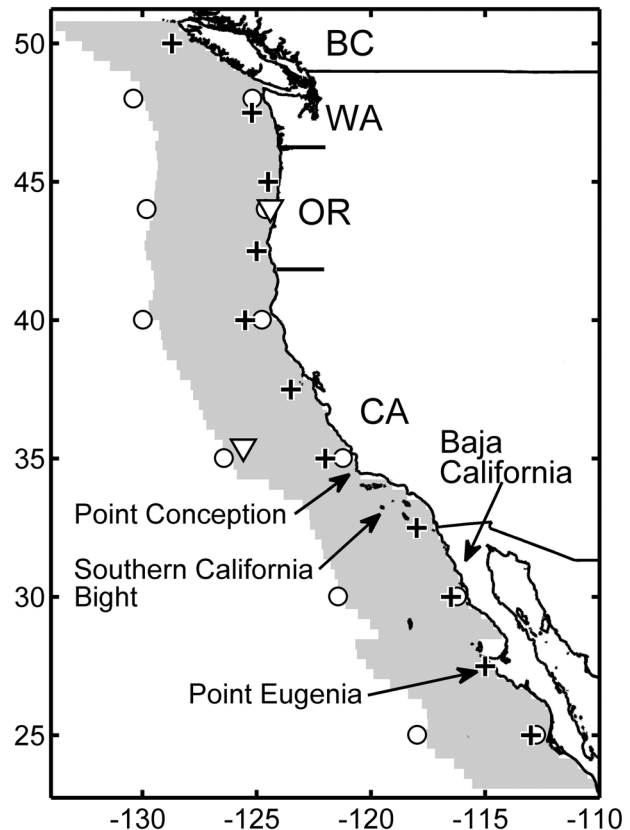 50
BC
WA
45
OR
40
CA
35
Baja
California
Point Conception
Southern California
Bight
30
Point Eugenia
25
-130
-125
-120
-115
-110